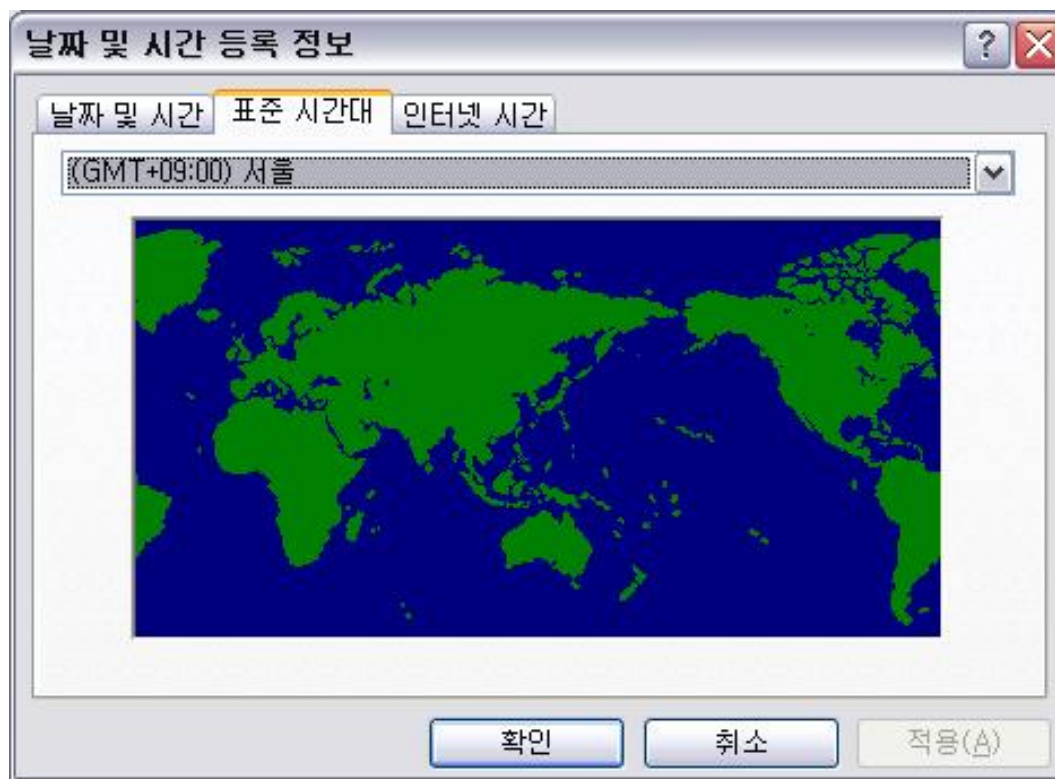 날짜 및 시간 등록 정보
날짜 및 시간 표준 시간대 인터넷 시간
(GMT+09:00) 서울
확인 취소 적용(A)